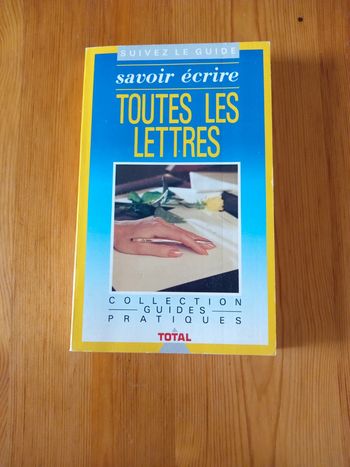 SUIVEZ LE GUIDE
savoir écrire
TOUTES LES
LETTRES
COLLECTION
GUIDES
PRATIQUES
TOTAL